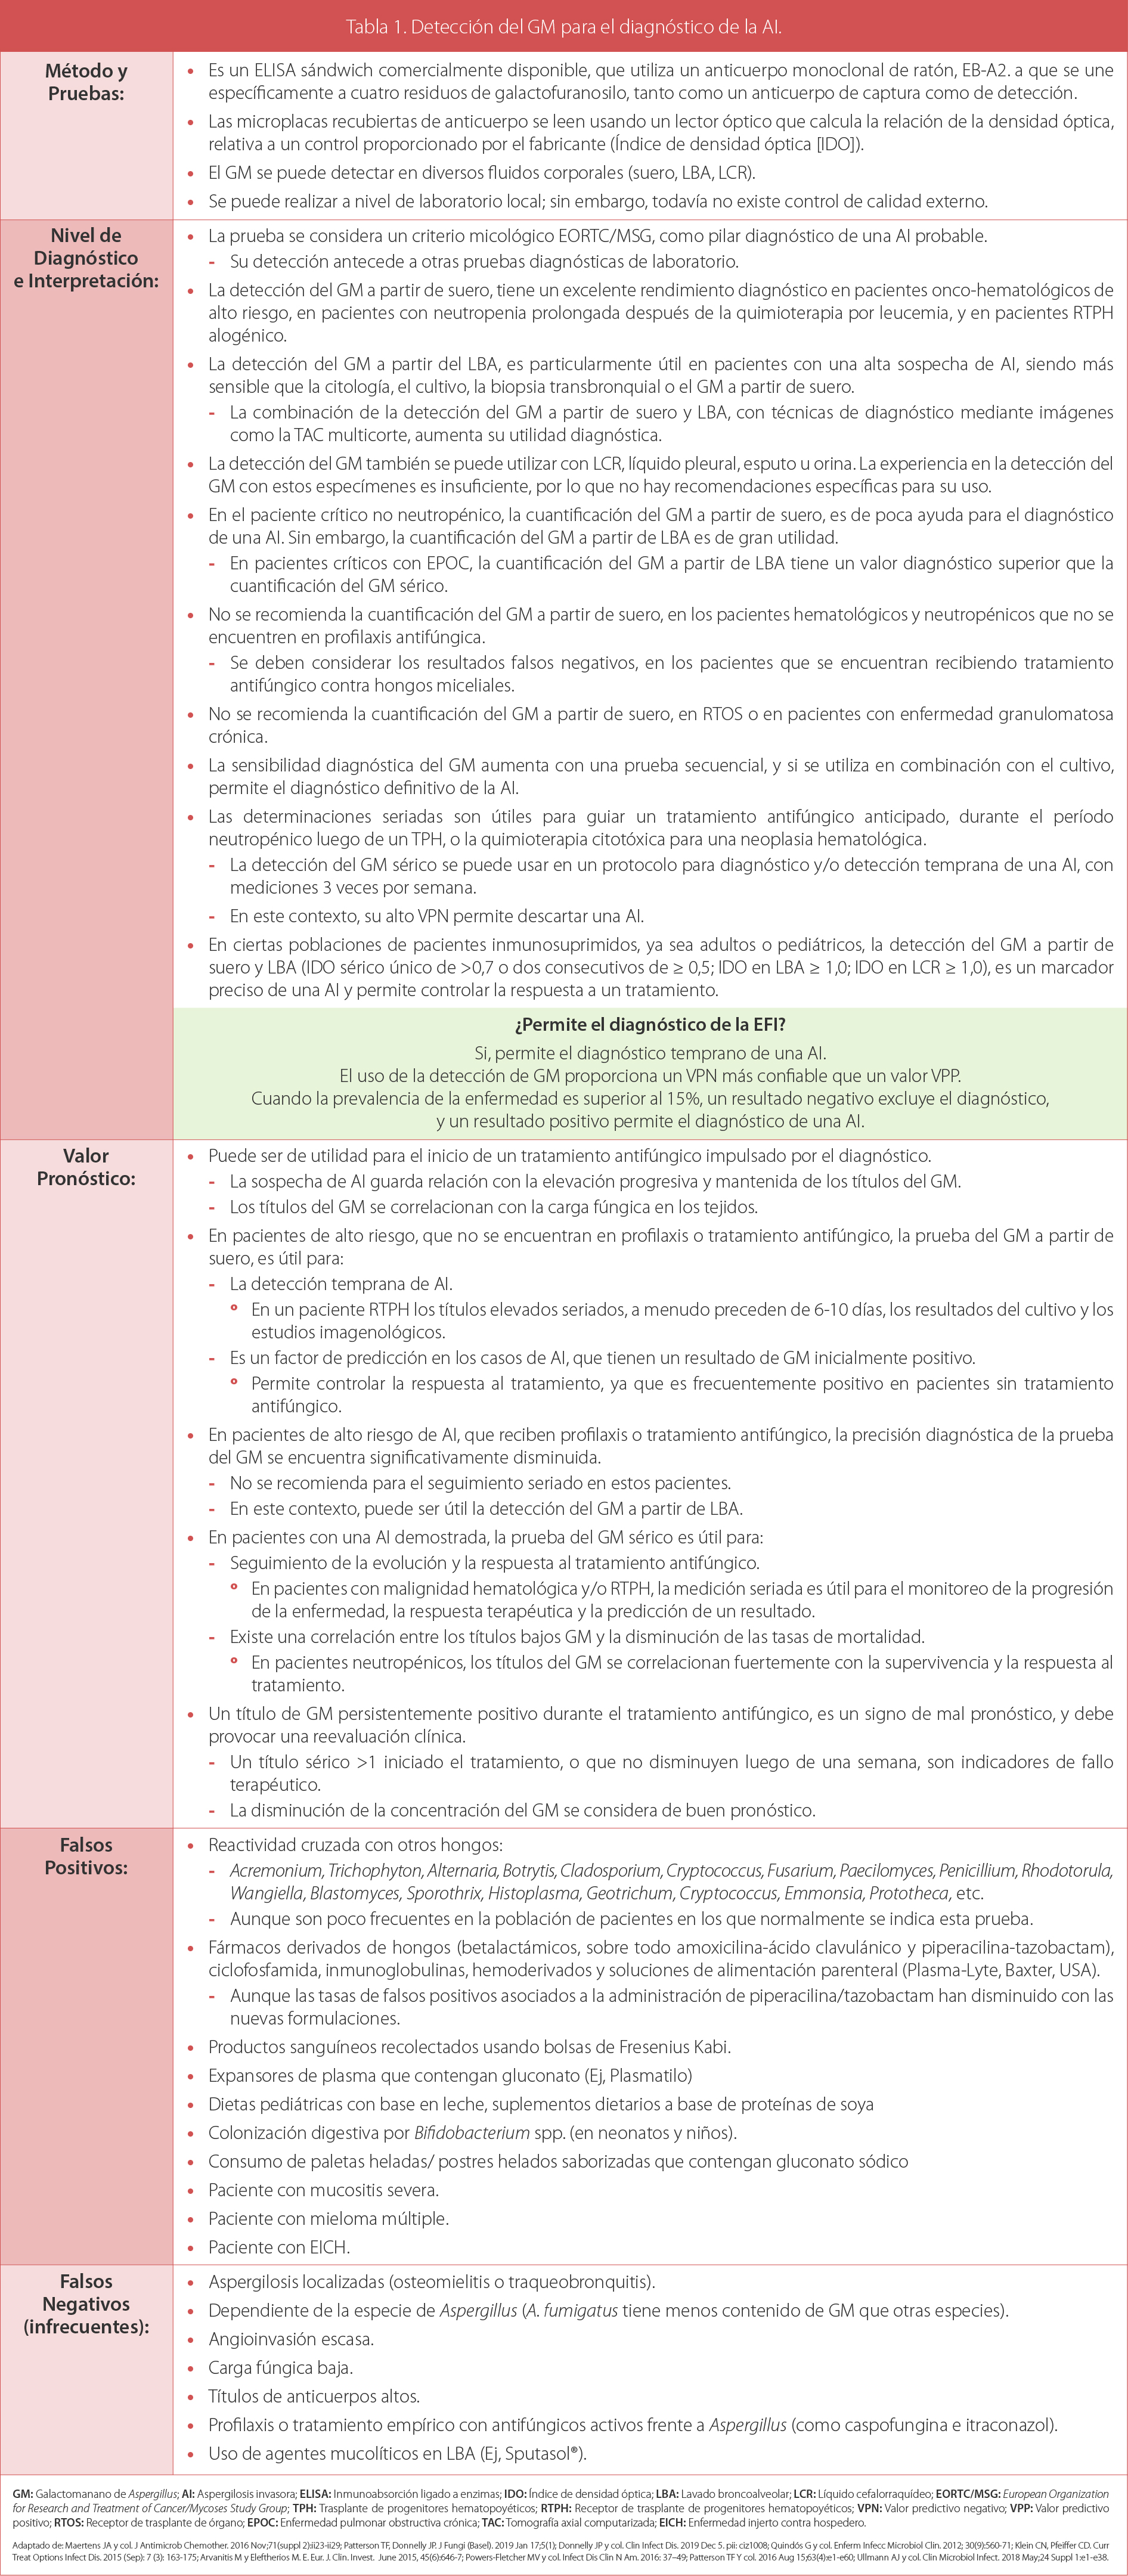 Tabla 1. Detección del GM para el diagnóstico de la AI.
Método y
Pruebas:
• Es un ELISA sándwich comercialmente disponible, que utiliza un anticuerpo monoclonal de ratón, EB-A2. a que se une
específicamente a cuatro residuos de galactofuranosilo, tanto como un anticuerpo de captura como de detección.
• Las microplacas recubiertas de anticuerpo se leen usando un lector óptico que calcula la relación de la densidad óptica,
relativa a un control proporcionado por el fabricante (Índice de densidad óptica [IDO]).
• El GM se puede detectar en diversos fluidos corporales (suero, LBA, LCR).
• Se puede realizar a nivel de laboratorio local; sin embargo, todavía no existe control de calidad externo.
Nivel de
Diagnóstico
e Interpretación:
• La prueba se considera un criterio micológico EORTC/MSG, como pilar diagnóstico de una AI probable.
- Su detección antecede a otras pruebas diagnósticas de laboratorio.
• La detección del GM a partir de suero, tiene un excelente rendimiento diagnóstico en pacientes onco-hematológicos de
alto riesgo, en pacientes con neutropenia prolongada después de la quimioterapia por leucemia, y en pacientes RTPH
alogénico.
• La detección del GM a partir del LBA, es particularmente útil en pacientes con una alta sospecha de AI, siendo más
sensible que la citología, el cultivo, la biopsia transbronquial o el GM a partir de suero.
- La combinación de la detección del GM a partir de suero y LBA, con técnicas de diagnóstico mediante imágenes
como la TAC multicorte, aumenta su utilidad diagnóstica.
• La detección del GM también se puede utilizar con LCR, líquido pleural, esputo u orina. La experiencia en la detección del
GM con estos especímenes es insuficiente, por lo que no hay recomendaciones específicas para su uso.
• En el paciente crítico no neutropénico, la cuantificación del GM a partir de suero, es de poca ayuda para el diagnóstico
de una AI. Sin embargo, la cuantificación del GM a partir de LBA es de gran utilidad.
- En pacientes críticos con EPOC, la cuantificación del GM a partir de LBA tiene un valor diagnóstico superior que la
cuantificación del GM sérico.
• No se recomienda la cuantificación del GM a partir de suero, en los pacientes hematológicos y neutropénicos que no se
encuentren en profilaxis antifúngica.
- Se deben considerar los resultados falsos negativos, en los pacientes que se encuentran recibiendo tratamiento
antifúngico contra hongos miceliales.
• No se recomienda la cuantificación del GM a partir de suero, en RTOS o en pacientes con enfermedad granulomatosa
crónica.
• La sensibilidad diagnóstica del GM aumenta con una prueba secuencial, y si se utiliza en combinación con el cultivo,
permite el diagnóstico definitivo de la AI.
• Las determinaciones seriadas son útiles para guiar un tratamiento antifúngico anticipado, durante el período
neutropénico luego de un TPH, o la quimioterapia citotóxica para una neoplasia hematológica.
- La detección del GM sérico se puede usar en un protocolo para diagnóstico y/o detección temprana de una AI, con
mediciones 3 veces por semana.
- En este contexto, su alto VPN permite descartar una AI.
• En ciertas poblaciones de pacientes inmunosuprimidos, ya sea adultos o pediátricos, la detección del GM a partir de
suero y LBA (IDO sérico único de >0,7 o dos consecutivos de ≥ 0,5; IDO en LBA ≥ 1,0; IDO en LCR ≥ 1,0), es un marcador
preciso de una AI y permite controlar la respuesta a un tratamiento.
¿Permite el diagnóstico de la EFI?
Si, permite el diagnóstico temprano de una AI.
El uso de la detección de GM proporciona un VPN más confiable que un valor VPP.
Cuando la prevalencia de la enfermedad es superior al 15%, un resultado negativo excluye el diagnóstico,
y un resultado positivo permite el diagnóstico de una AI.
Valor
Pronóstico:
• Puede ser de utilidad para el inicio de un tratamiento antifúngico impulsado por el diagnóstico.
- La sospecha de AI guarda relación con la elevación progresiva y mantenida de los títulos del GM.
- Los títulos del GM se correlacionan con la carga fúngica en los tejidos.
• En pacientes de alto riesgo, que no se encuentran en profilaxis o tratamiento antifúngico, la prueba del GM a partir de
suero, es útil para:
- La detección temprana de AI.
° En un paciente RTPH los títulos elevados seriados, a menudo preceden de 6-10 días, los resultados del cultivo y los
estudios imagenológicos.
- Es un factor de predicción en los casos de AI, que tienen un resultado de GM inicialmente positivo.
° Permite controlar la respuesta al tratamiento, ya que es frecuentemente positivo en pacientes sin tratamiento
antifúngico.
• En pacientes de alto riesgo de AI, que reciben profilaxis o tratamiento antifúngico, la precisión diagnóstica de la prueba
del GM se encuentra significativamente disminuida.
- No se recomienda para el seguimiento seriado en estos pacientes.
- En este contexto, puede ser útil la detección del GM a partir de LBA.
• En pacientes con una AI demostrada, la prueba del GM sérico es útil para:
- Seguimiento de la evolución y la respuesta al tratamiento antifúngico.
° En pacientes con malignidad hematológica y/o RTPH, la medición seriada es útil para el monitoreo de la progresión
de la enfermedad, la respuesta terapéutica y la predicción de un resultado.
- Existe una correlación entre los títulos bajos GM y la disminución de las tasas de mortalidad.
° En pacientes neutropénicos, los títulos del GM se correlacionan fuertemente con la supervivencia y la respuesta al
tratamiento.
• Un título de GM persistentemente positivo durante el tratamiento antifúngico, es un signo de mal pronóstico, y debe
provocar una reevaluación clínica.
- Un título sérico >1 iniciado el tratamiento, o que no disminuyen luego de una semana, son indicadores de fallo
terapéutico.
- La disminución de la concentración del GM se considera de buen pronóstico.
Falsos
Positivos:
• Reactividad cruzada con otros hongos:
- Acremonium, Trichophyton, Alternaria, Botrytis, Cladosporium, Cryptococcus, Fusarium, Paecilomyces, Penicillium, Rhodotorula,
Wangiella, Blastomyces, Sporothrix, Histoplasma, Geotrichum, Cryptococcus, Emmonsia, Prototheca, etc.
- Aunque son poco frecuentes en la población de pacientes en los que normalmente se indica esta prueba.
• Fármacos derivados de hongos (betalactámicos, sobre todo amoxicilina-ácido clavulánico y piperacilina-tazobactam),
ciclofosfamida, inmunoglobulinas, hemoderivados y soluciones de alimentación parenteral (Plasma-Lyte, Baxter, USA).
- Aunque las tasas de falsos positivos asociados a la administración de piperacilina/tazobactam han disminuido con las
nuevas formulaciones.
• Productos sanguíneos recolectados usando bolsas de Fresenius Kabi.
• Expansores de plasma que contengan gluconato (Ej, Plasmatilo)
• Dietas pediátricas con base en leche, suplementos dietarios a base de proteínas de soya
• Colonización digestiva por Bifidobacterium spp. (en neonatos y niños).
• Consumo de paletas heladas/ postres helados saborizadas que contengan gluconato sódico
• Paciente con mucositis severa.
• Paciente con mieloma múltiple.
• Paciente con EICH.
Falsos
Negativos
(infrecuentes):
• Aspergilosis localizadas (osteomielitis o traqueobronquitis).
• Dependiente de la especie de Aspergillus (A. fumigatus tiene menos contenido de GM que otras especies).
• Angioinvasión escasa.
• Carga fúngica baja.
• Títulos de anticuerpos altos.
• Profilaxis o tratamiento empírico con antifúngicos activos frente a Aspergillus (como caspofungina e itraconazol).
• Uso de agentes mucolíticos en LBA (Ej, Sputasol®).
GM: Galactomanano de Aspergillus; AI: Aspergilosis invasora; ELISA: Inmunoabsorción ligado a enzimas; IDO: Índice de densidad óptica; LBA: Lavado broncoalveolar; LCR: Líquido cefalorraquídeo; EORTC/MSG: European Organization
for Research and Treatment of Cancer/Mycoses Study Group; TPH: Trasplante de progenitores hematopoyéticos; RTPH: Receptor de trasplante de progenitores hematopoyéticos; VPN: Valor predictivo negativo; VPP: Valor predictivo
positivo; RTOS: Receptor de trasplante de órgano; EPOC: Enfermedad pulmonar obstructiva crónica; TAC: Tomografía axial computarizada; EICH: Enfermedad injerto contra hospedero.
Adaptado de: Maertens JA y col. J Antimicrob Chemother. 2016 Nov;71(suppl 2):ii23-ii29; Patterson TF, Donnelly JP. J Fungi (Basel). 2019 Jan 17;5(1); Donnelly JP y col. Clin Infect Dis. 2019 Dec 5. pii: ciz1008; Quindós G y col. Enferm Infecc Microbiol Clin. 2012; 30(9):560-71; Klein CN, Pfeiffer CD. Curr
Treat Options Infect Dis. 2015 (Sep): 7 (3): 163-175; Arvanitis M y Eleftherios M. E. Eur. J. Clin. Invest. June 2015, 45(6):646-7; Powers-Fletcher MV y col. Infect Dis Clin N Am. 2016: 37–49; Patterson TF Y col. 2016 Aug 15;63(4):e1-e60; Ullmann AJ y col. Clin Microbiol Infect. 2018 May;24 Suppl 1:e1-e38.